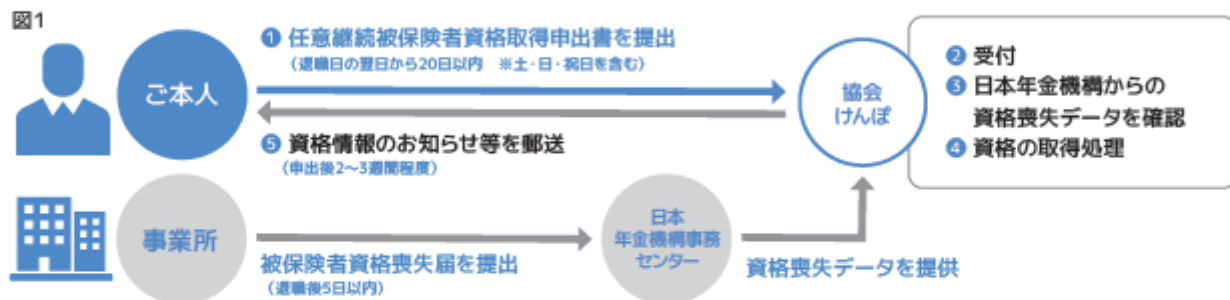 図1
① 任意継続被保険者資格取得申出書を提出
（退職日の翌日から20日以内　※土・日・祝日を含む）
ご本人
協会
けんぽ
② 受付
③ 日本年金機構からの
資格喪失データを確認
④ 資格の取得処理
⑤ 資格情報のお知らせ等を郵送
（申出後2〜3週間程度）
事業所
被保険者資格喪失届を提出
（退職後5日以内）
日本
年金機構事務
センター
資格喪失データを提供